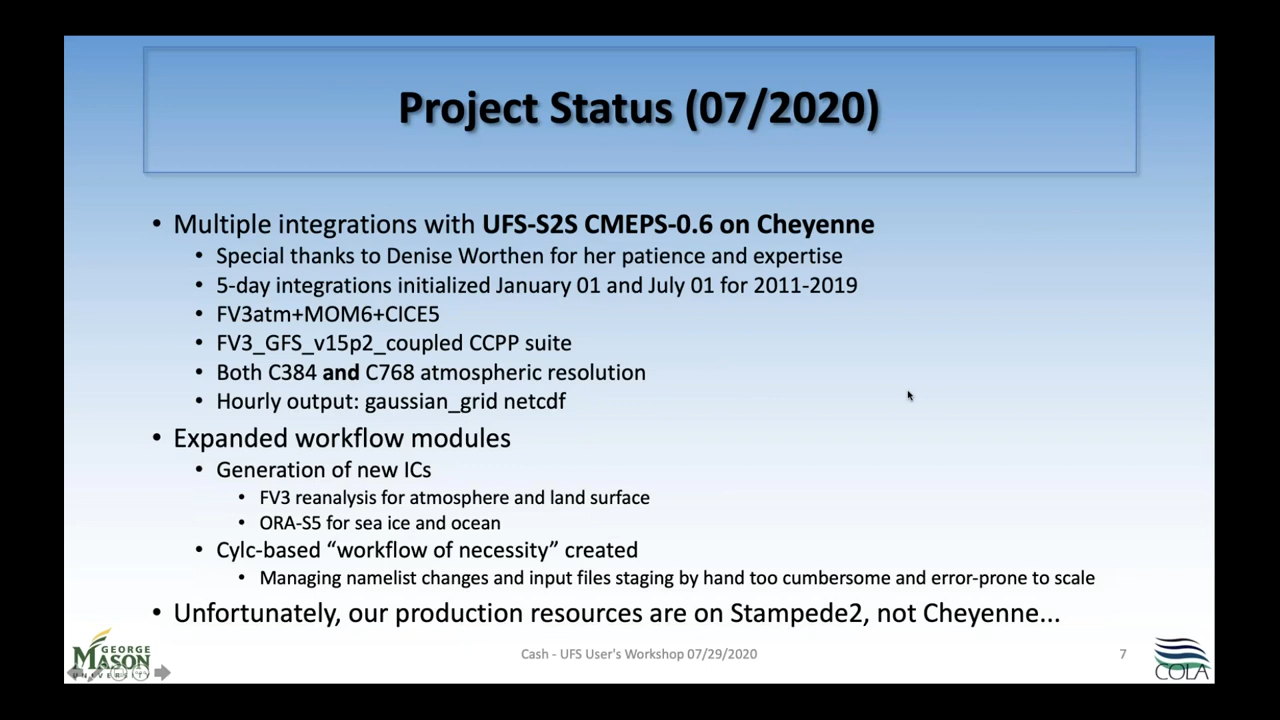 Project Status (07/2020)
• Multiple integrations with UFS-S2S CMEPS-0.6 on Cheyenne
• Special thanks to Denise Worthen for her patience and expertise
• 5-day integrations initialized January 01 and July 01 for 2011-2019
• FV3atm+MOM6+CICE5
• FV3_GFS_v15p2_coupled CCPP suite
• Both C384 and C768 atmospheric resolution
• Hourly output: gaussian_grid netcdf
• Expanded workflow modules
• Generation of new ICs
• FV3 reanalysis for atmosphere and land surface
• ORA-S5 for sea ice and ocean
• Cylc-based “workflow of necessity” created
• Managing namelist changes and input files staging by hand too cumbersome and error-prone to scale
• Unfortunately, our production resources are on Stampede2, not Cheyenne...
GEORGE
MASON
UNIVERSITY
Cash - UFS User's Workshop 07/29/2020
7
COLA